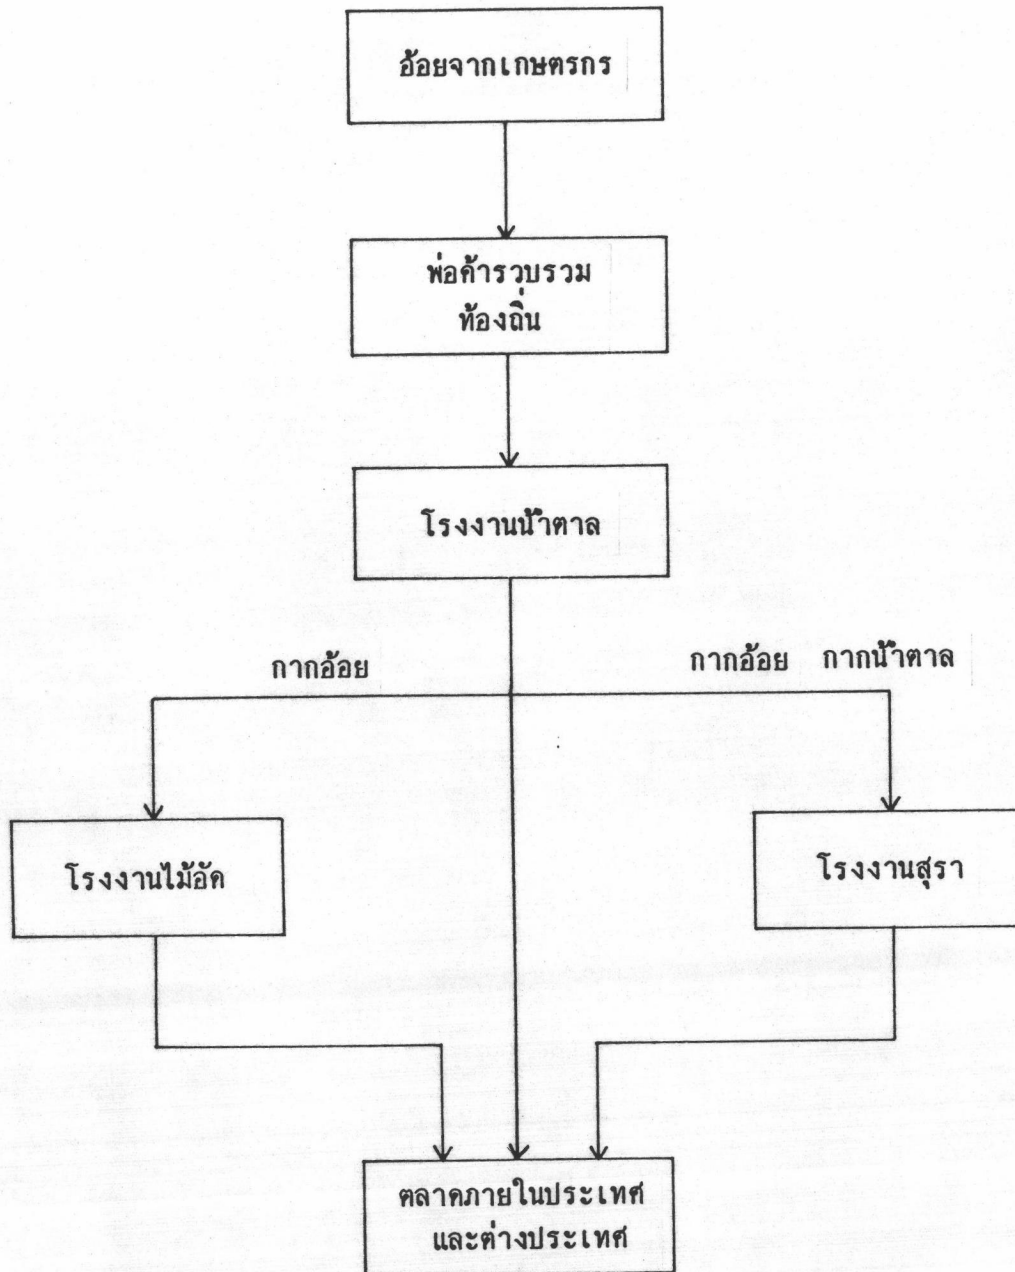 อ้อยจากเกษตรกร
พ่อค้ารวบรวม
ท้องถิ่น
โรงงานน้ำตาล
กากอ้อย
กากอ้อย กากน้ำตาล
โรงงานไม้อัด
โรงงานสุรา
ตลาดภายในประเทศ
และต่างประเทศ